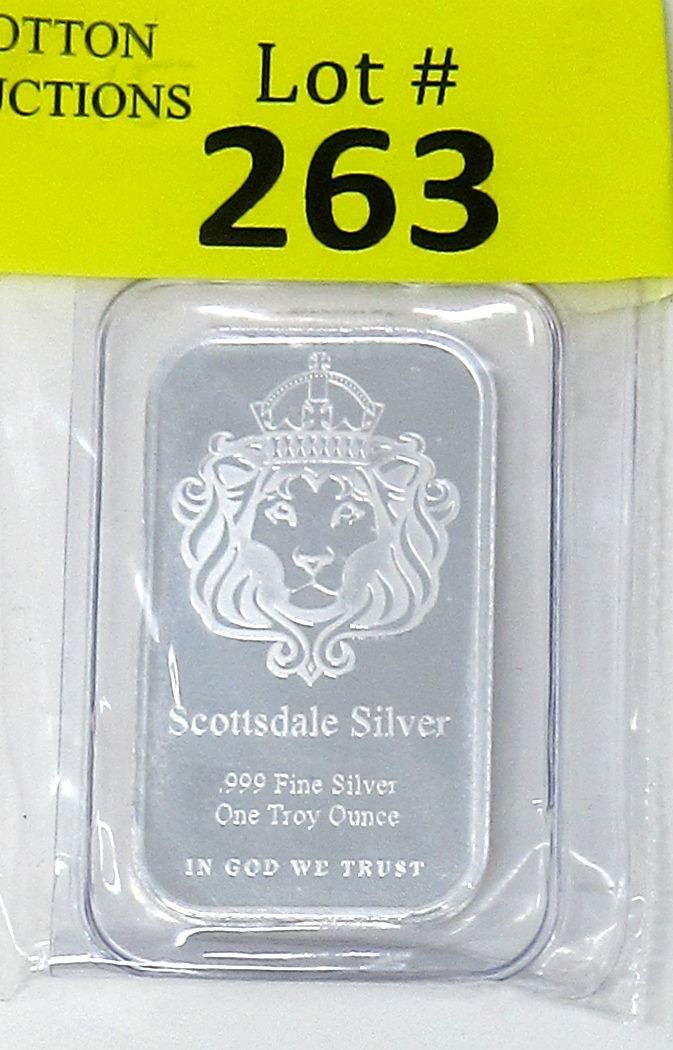 OTTON
UCTIONS
Lot #
263
Scottsdale Silver
.999 Fine Silver
One Troy Ounce
IN GOD WE TRUST